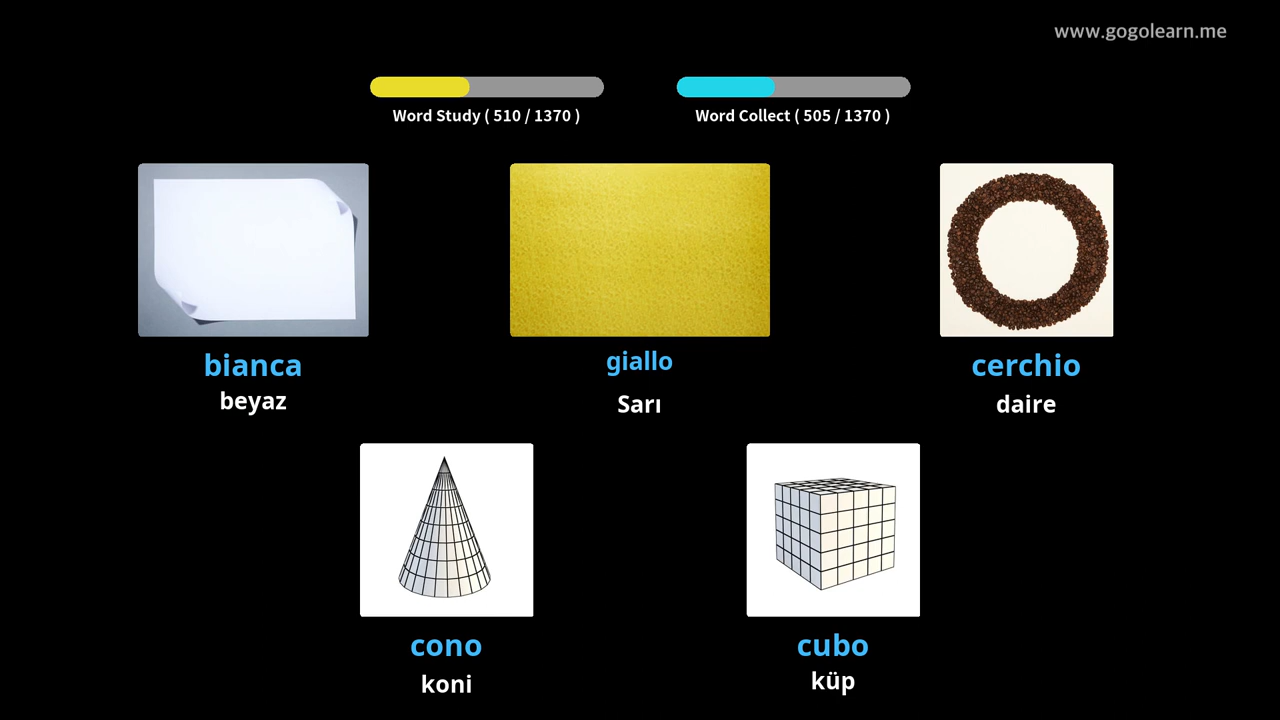 www.gogolearn.me
Word Study ( 510 / 1370 )
Word Collect ( 505 / 1370 )
bianca
beyaz
giallo
Sarı
cerchio
daire
cono
koni
cubo
küp